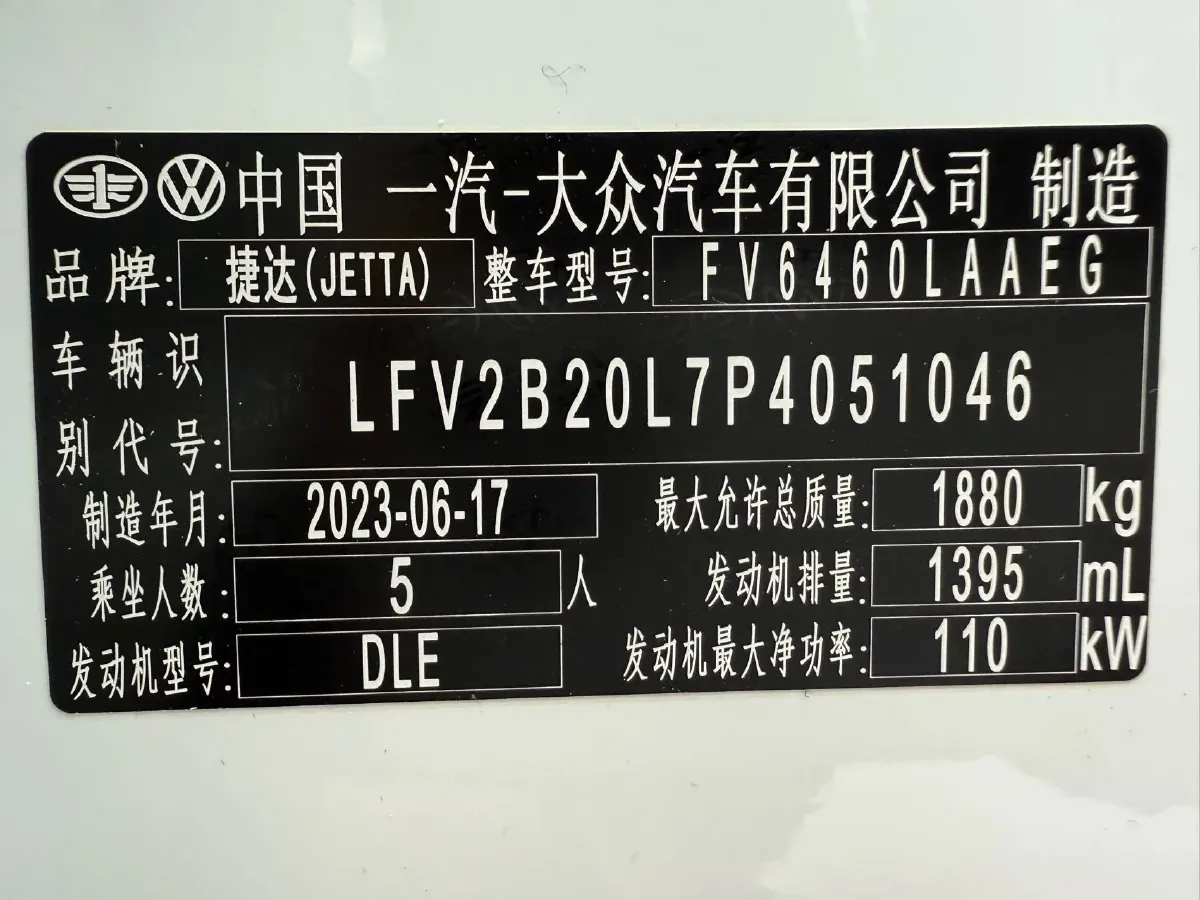 中国 一汽-大众汽车有限公司 制造
品牌: 捷达(JETTA) 整车型号: FV6460LAAEG
车辆识别代号: LFV2B20L7P4051046
制造年月: 2023-06-17 最大允许总质量: 1880 kg
乘坐人数: 5 人 发动机排量: 1395 mL
发动机型号: DLE 发动机最大净功率: 110 kW